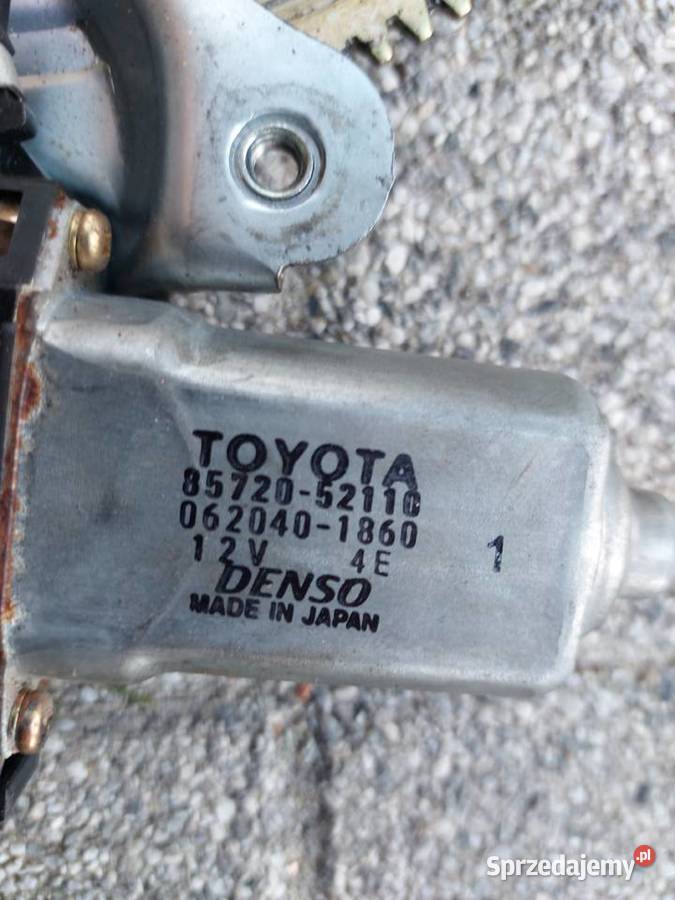 TOYOTA
85720-52110
062040-1860
12V 4E 1
DENSO
MADE IN JAPAN
Sprzedajemy.pl